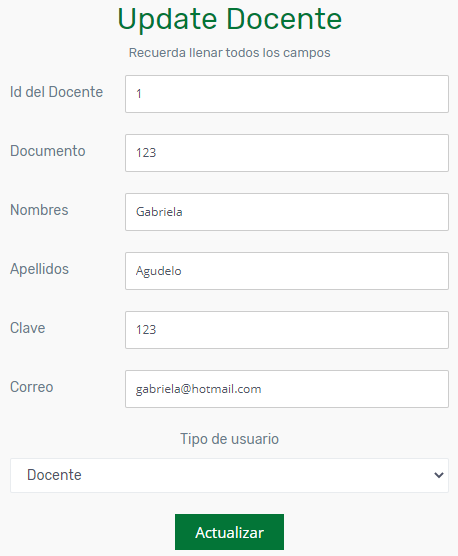 Update Docente
Recuerda llenar todos los campos
Id del Docente 1
Documento 123
Nombres Gabriela
Apellidos Agudelo
Clave 123
Correo gabriela@hotmail.com
Tipo de usuario
Docente
Actualizar